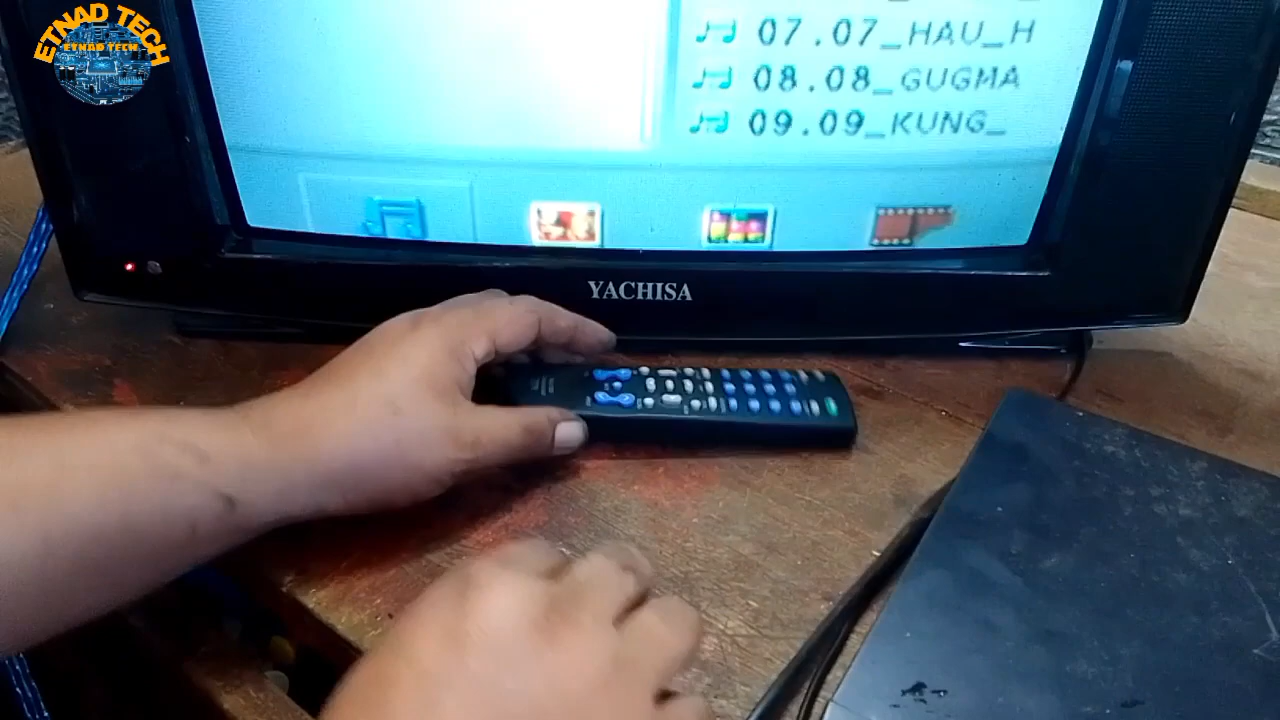 ETNAD TECH
ETNAD TECH
07.07_HAU_H
08.08_GUGMA
09.09_KUNG_
YACHISA